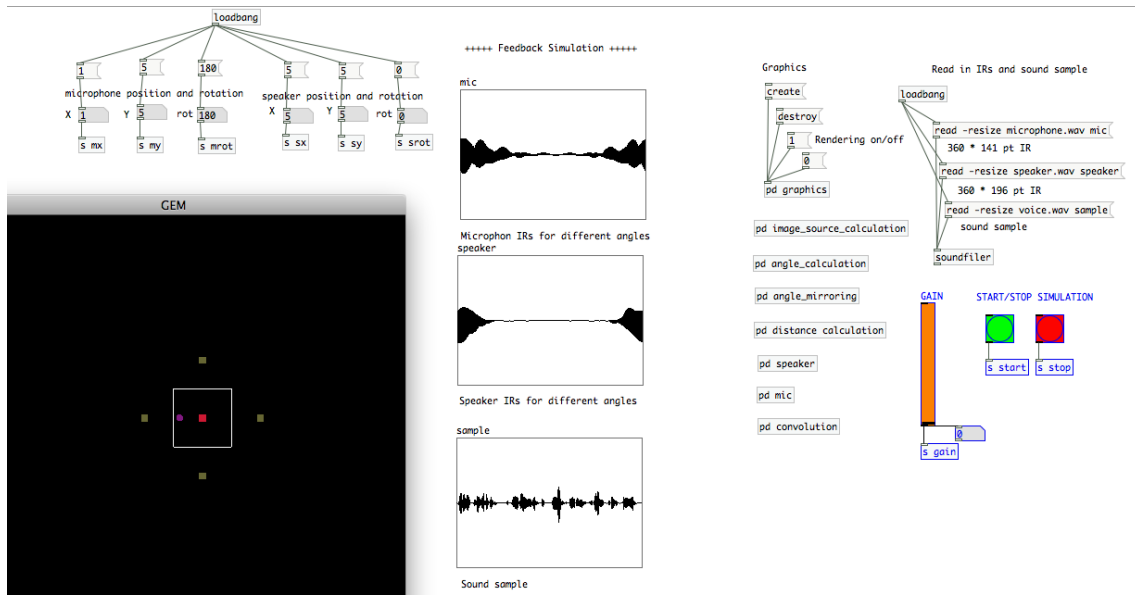 loadbang
1
5
180
5
5
0
microphone position and rotation
speaker position and rotation
X 1
Y 5
rot 180
X 5
Y 5
rot 0
s mx
s my
s mrot
s sx
s sy
s srot
GEM
+++++ Feedback Simulation +++++
mic
Microphon IRs for different angles
speaker
Speaker IRs for different angles
sample
Sound sample
Graphics
create
destroy
1
Rendering on/off
0
pd graphics
pd image_source_calculation
pd angle_calculation
pd angle_mirroring
pd distance calculation
pd speaker
pd mic
pd convolution
Read in IRs and sound sample
loadbang
read -resize microphone.wav mic
360 * 141 pt IR
read -resize speaker.wav speaker
360 * 196 pt IR
read -resize voice.wav sample
sound sample
soundfiler
GAIN
0
s gain
START/STOP SIMULATION
s start
s stop